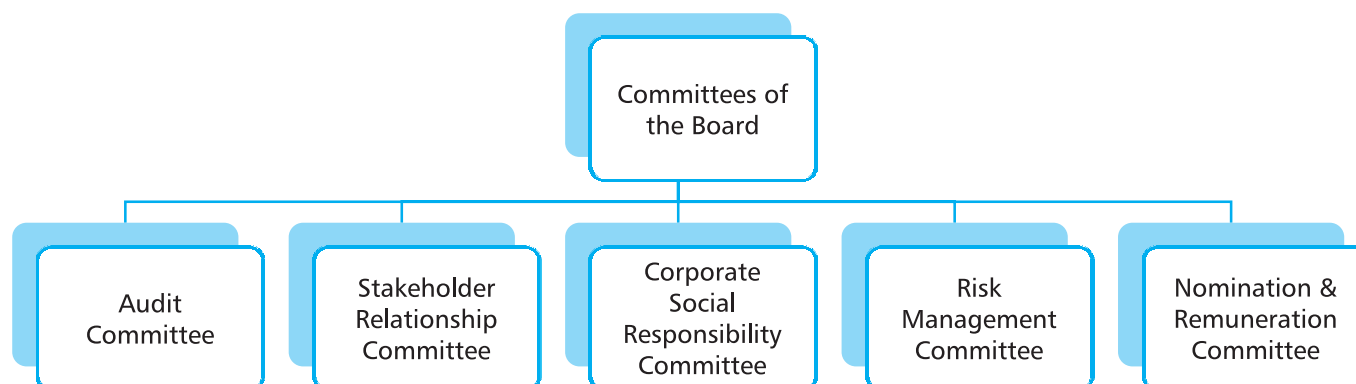 Committees of
the Board
Audit
Committee
Stakeholder
Relationship
Committee
Corporate
Social
Responsibility
Committee
Risk
Management
Committee
Nomination &
Remuneration
Committee